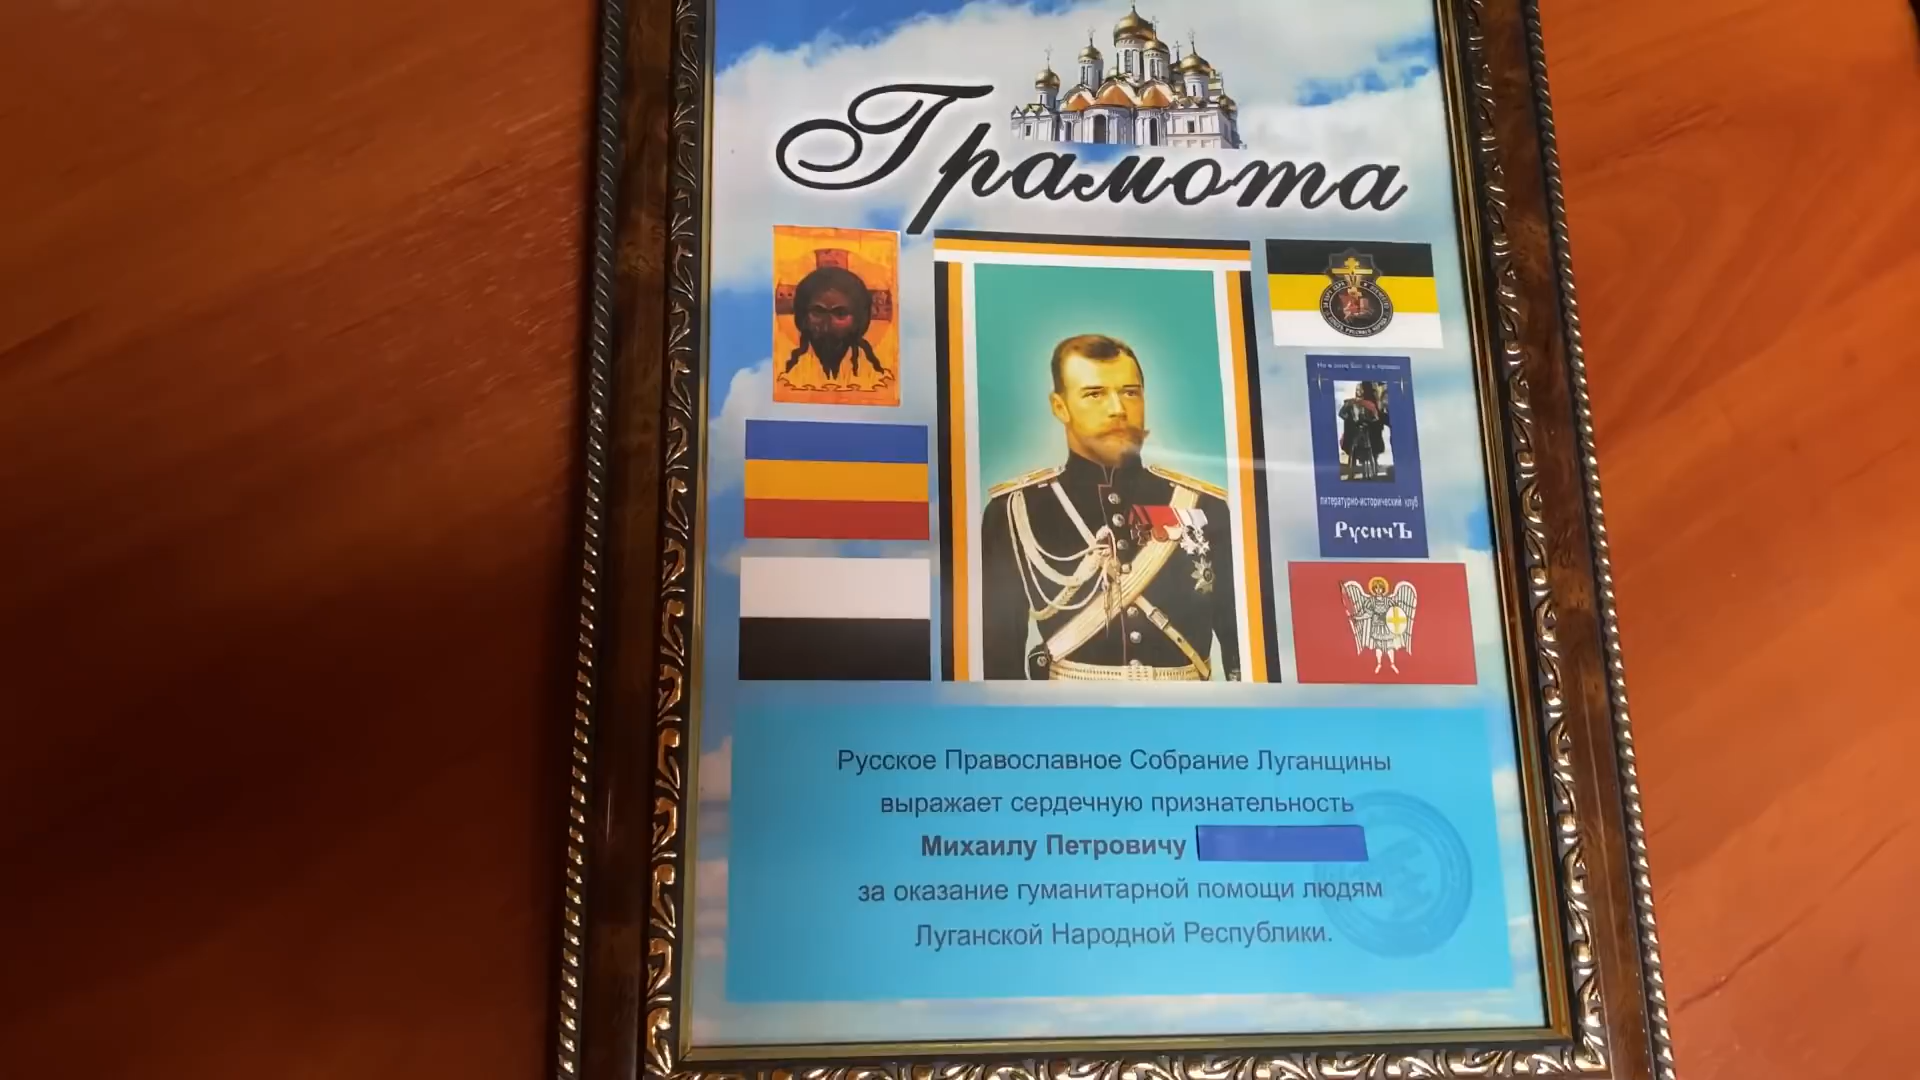 Грамота
литературно-исторический клуб
РусичЪ
Русское Православное Собрание Луганщины
выражает сердечную признательность
Михаилу Петровичу
за оказание гуманитарной помощи людям
Луганской Народной Республики.